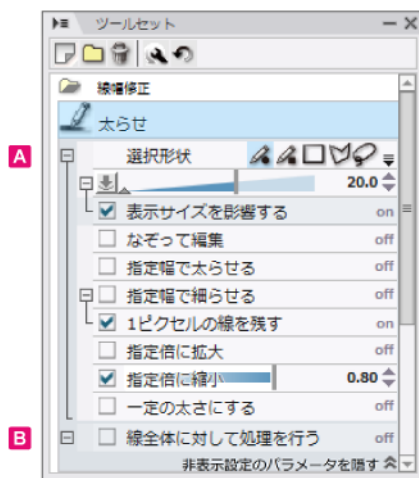 ツールセット
線幅修正
太らせ
A 選択形状
20.0
表示サイズを影響する on
なぞって編集 off
指定幅で太らせる off
指定幅で細らせる off
1ピクセルの線を残す on
指定倍に拡大 off
指定倍に縮小 0.80
一定の太さにする off
B 線全体に対して処理を行う off
非表示設定のパラメータを隠す